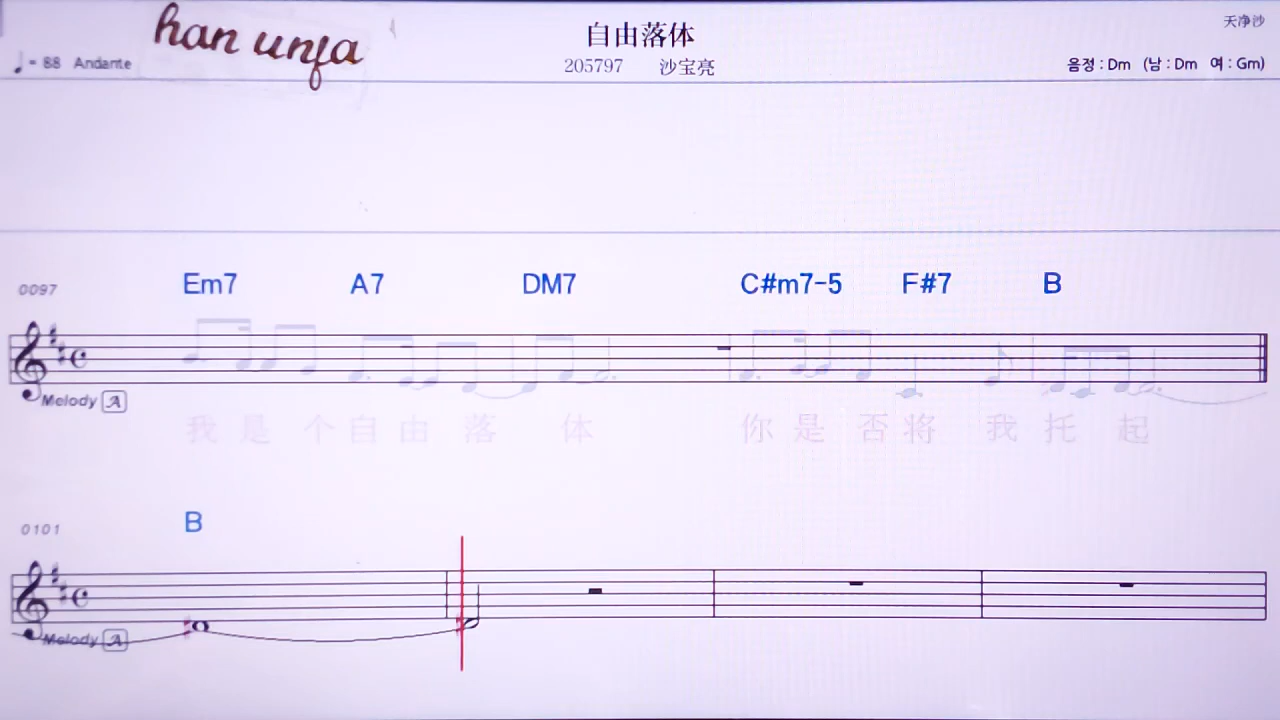 han unfa
自由落体
天净沙
♩= 88 Andante
205797 沙宝亮
음정 : Dm (남 : Dm 여 : Gm)
0097
Em7 A7 DM7 C#m7-5 F#7 B
Melody A
我 是 个 自 由 落 体 你 是 否 将 我 托 起
0101
B
Melody A